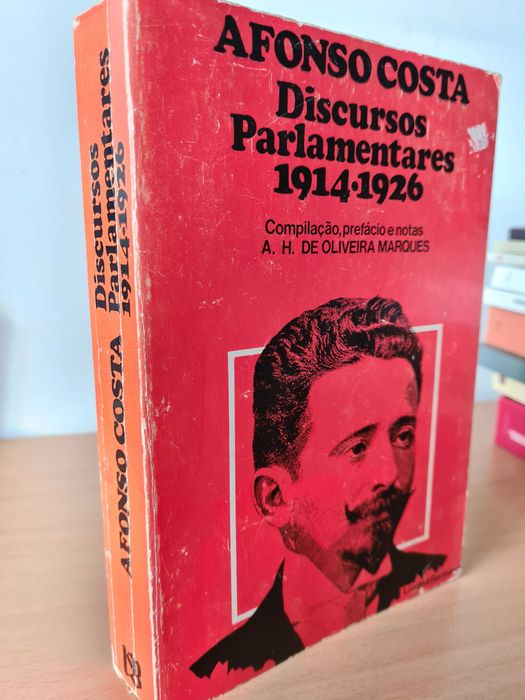 AFONSO COSTA
Discursos
Parlamentares
1914·1926
Compilação, prefácio e notas
A. H. DE OLIVEIRA MARQUES
AFONSO COSTA
Discursos
Parlamentares
1914·1926